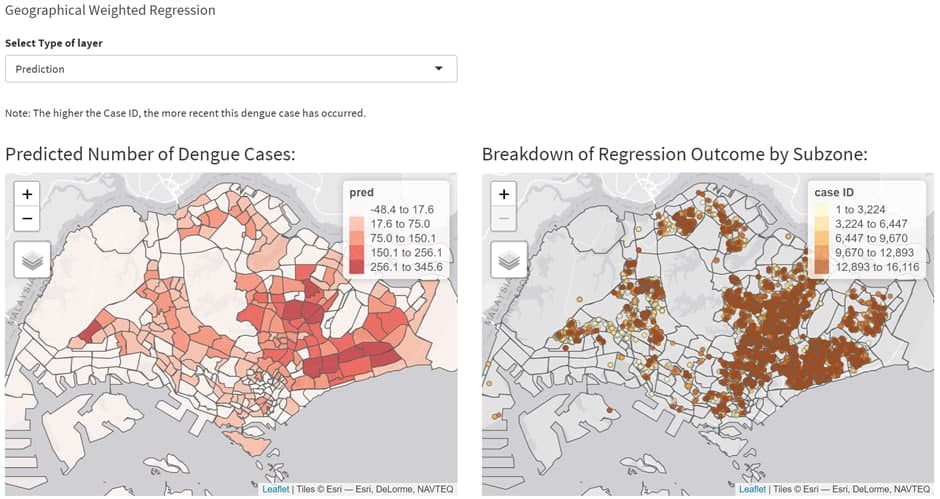 Geographical Weighted Regression
Select Type of layer
Prediction
Note: The higher the Case ID, the more recent this dengue case has occurred.
Predicted Number of Dengue Cases:
+
−
MALAYSIA
pred
-48.4 to 17.6
17.6 to 75.0
75.0 to 150.1
150.1 to 256.1
256.1 to 345.6
Leaflet | Tiles © Esri — Esri, DeLorme, NAVTEQ
Breakdown of Regression Outcome by Subzone:
+
−
MALAYSIA
case ID
1 to 3,224
3,224 to 6,447
6,447 to 9,670
9,670 to 12,893
12,893 to 16,116
Leaflet | Tiles © Esri — Esri, DeLorme, NAVTEQ